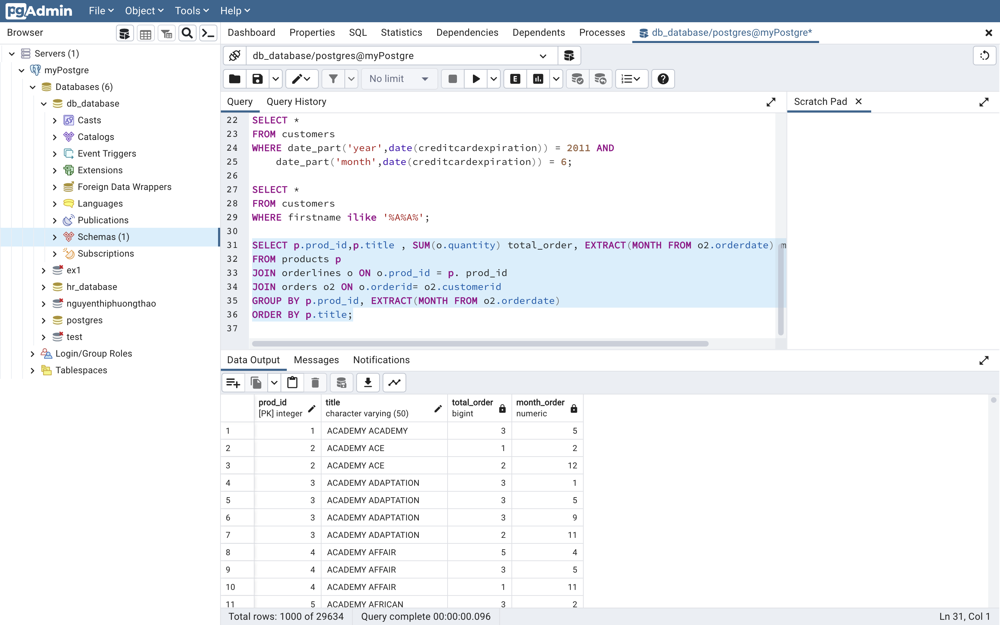 pgAdmin File Object Tools Help
Browser
Dashboard Properties SQL Statistics Dependencies Dependents Processes db_database/postgres@myPostgre*
Servers (1)
myPostgre
Databases (6)
db_database
Casts
Catalogs
Event Triggers
Extensions
Foreign Data Wrappers
Languages
Publications
Schemas (1)
Subscriptions
ex1
hr_database
nguyenthiphuongthao
postgres
test
Login/Group Roles
Tablespaces
db_database/postgres@myPostgre
No limit E
Query Query History
Scratch Pad
22 SELECT *
23 FROM customers
24 WHERE date_part('year',date(creditcardexpiration)) = 2011 AND
25 date_part('month',date(creditcardexpiration)) = 6;
26
27 SELECT *
28 FROM customers
29 WHERE firstname ilike '%A%A%';
30
31 SELECT p.prod_id,p.title , SUM(o.quantity) total_order, EXTRACT(MONTH FROM o2.orderdate) m
32 FROM products p
33 JOIN orderlines o ON o.prod_id = p. prod_id
34 JOIN orders o2 ON o.orderid= o2.customerid
35 GROUP BY p.prod_id, EXTRACT(MONTH FROM o2.orderdate)
36 ORDER BY p.title;
37
Data Output Messages Notifications
prod_id title total_order month_order
[PK] integer character varying (50) bigint numeric
1 1 ACADEMY ACADEMY 3 5
2 2 ACADEMY ACE 1 2
3 2 ACADEMY ACE 2 12
4 3 ACADEMY ADAPTATION 3 1
5 3 ACADEMY ADAPTATION 3 5
6 3 ACADEMY ADAPTATION 3 9
7 3 ACADEMY ADAPTATION 2 11
8 4 ACADEMY AFFAIR 5 4
9 4 ACADEMY AFFAIR 3 5
10 4 ACADEMY AFFAIR 1 11
11 5 ACADEMY AFRICAN 3 2
Total rows: 1000 of 29634 Query complete 00:00:00.096 Ln 31, Col 1